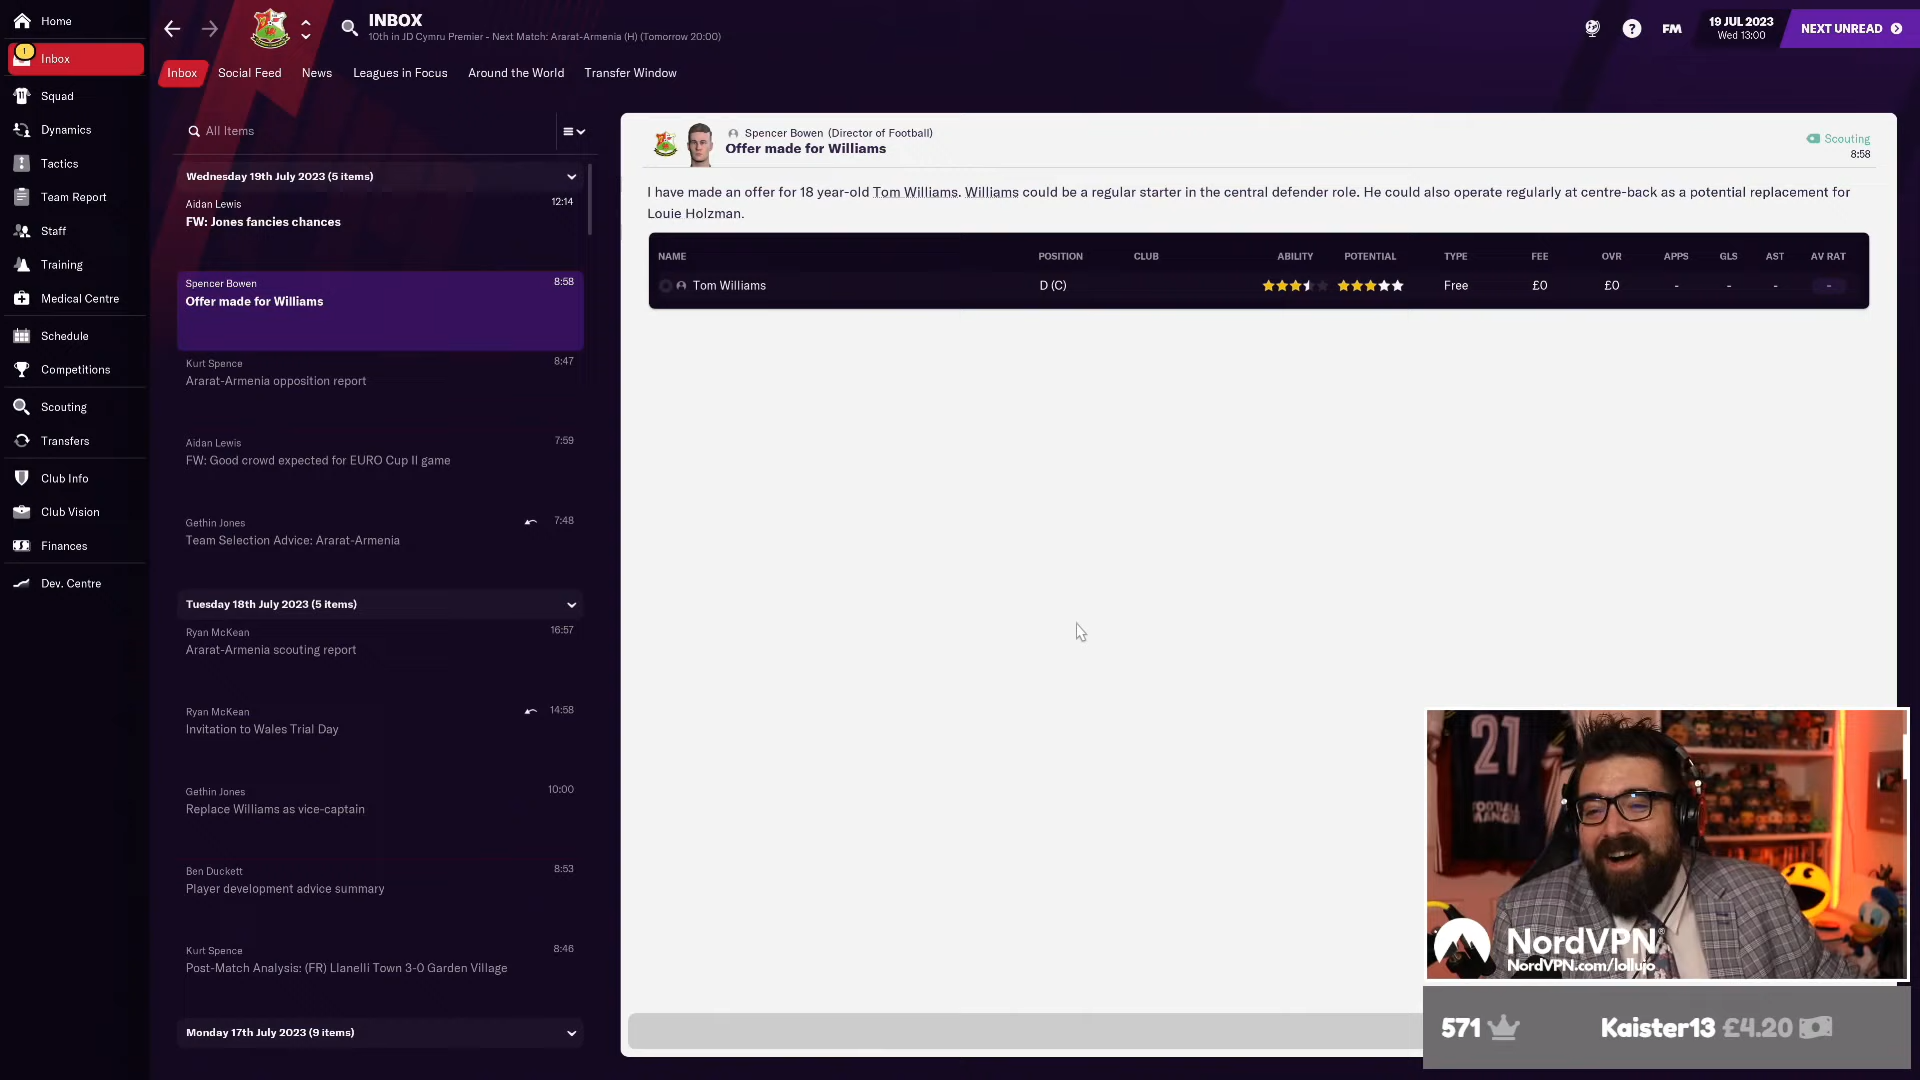 Home
1
Inbox
Squad
Dynamics
Tactics
Team Report
Staff
Training
Medical Centre
Schedule
Competitions
Scouting
Transfers
Club Info
Club Vision
Finances
Dev. Centre
INBOX
10th in JD Cymru Premier - Next Match: Ararat-Armenia (H) (Tomorrow 20:00)
?
FM
19 JUL 2023
Wed 13:00
NEXT UNREAD
Inbox Social Feed News Leagues in Focus Around the World Transfer Window
All Items
Wednesday 19th July 2023 (5 items)
Aidan Lewis 12:14
FW: Jones fancies chances
Spencer Bowen 8:58
Offer made for Williams
Kurt Spence 8:47
Ararat-Armenia opposition report
Aidan Lewis 7:59
FW: Good crowd expected for EURO Cup II game
Gethin Jones 7:48
Team Selection Advice: Ararat-Armenia
Tuesday 18th July 2023 (5 items)
Ryan McKean 16:57
Ararat-Armenia scouting report
Ryan McKean 14:58
Invitation to Wales Trial Day
Gethin Jones 10:00
Replace Williams as vice-captain
Ben Duckett 8:53
Player development advice summary
Kurt Spence 8:46
Post-Match Analysis: (FR) Llanelli Town 3-0 Garden Village
Monday 17th July 2023 (9 items)
Spencer Bowen (Director of Football)
Offer made for Williams
Scouting
8:58
I have made an offer for 18 year-old Tom Williams. Williams could be a regular starter in the central defender role. He could also operate regularly at centre-back as a potential replacement for
Louie Holzman.
NAME POSITION CLUB ABILITY POTENTIAL TYPE FEE OVR APPS GLS AST AV RAT
Tom Williams D (C) Free £0 £0 - - - -
21
FOOTBALL
MANAGER
NordVPN®
NordVPN.com/lollujo
571 Kaister13 £4.20